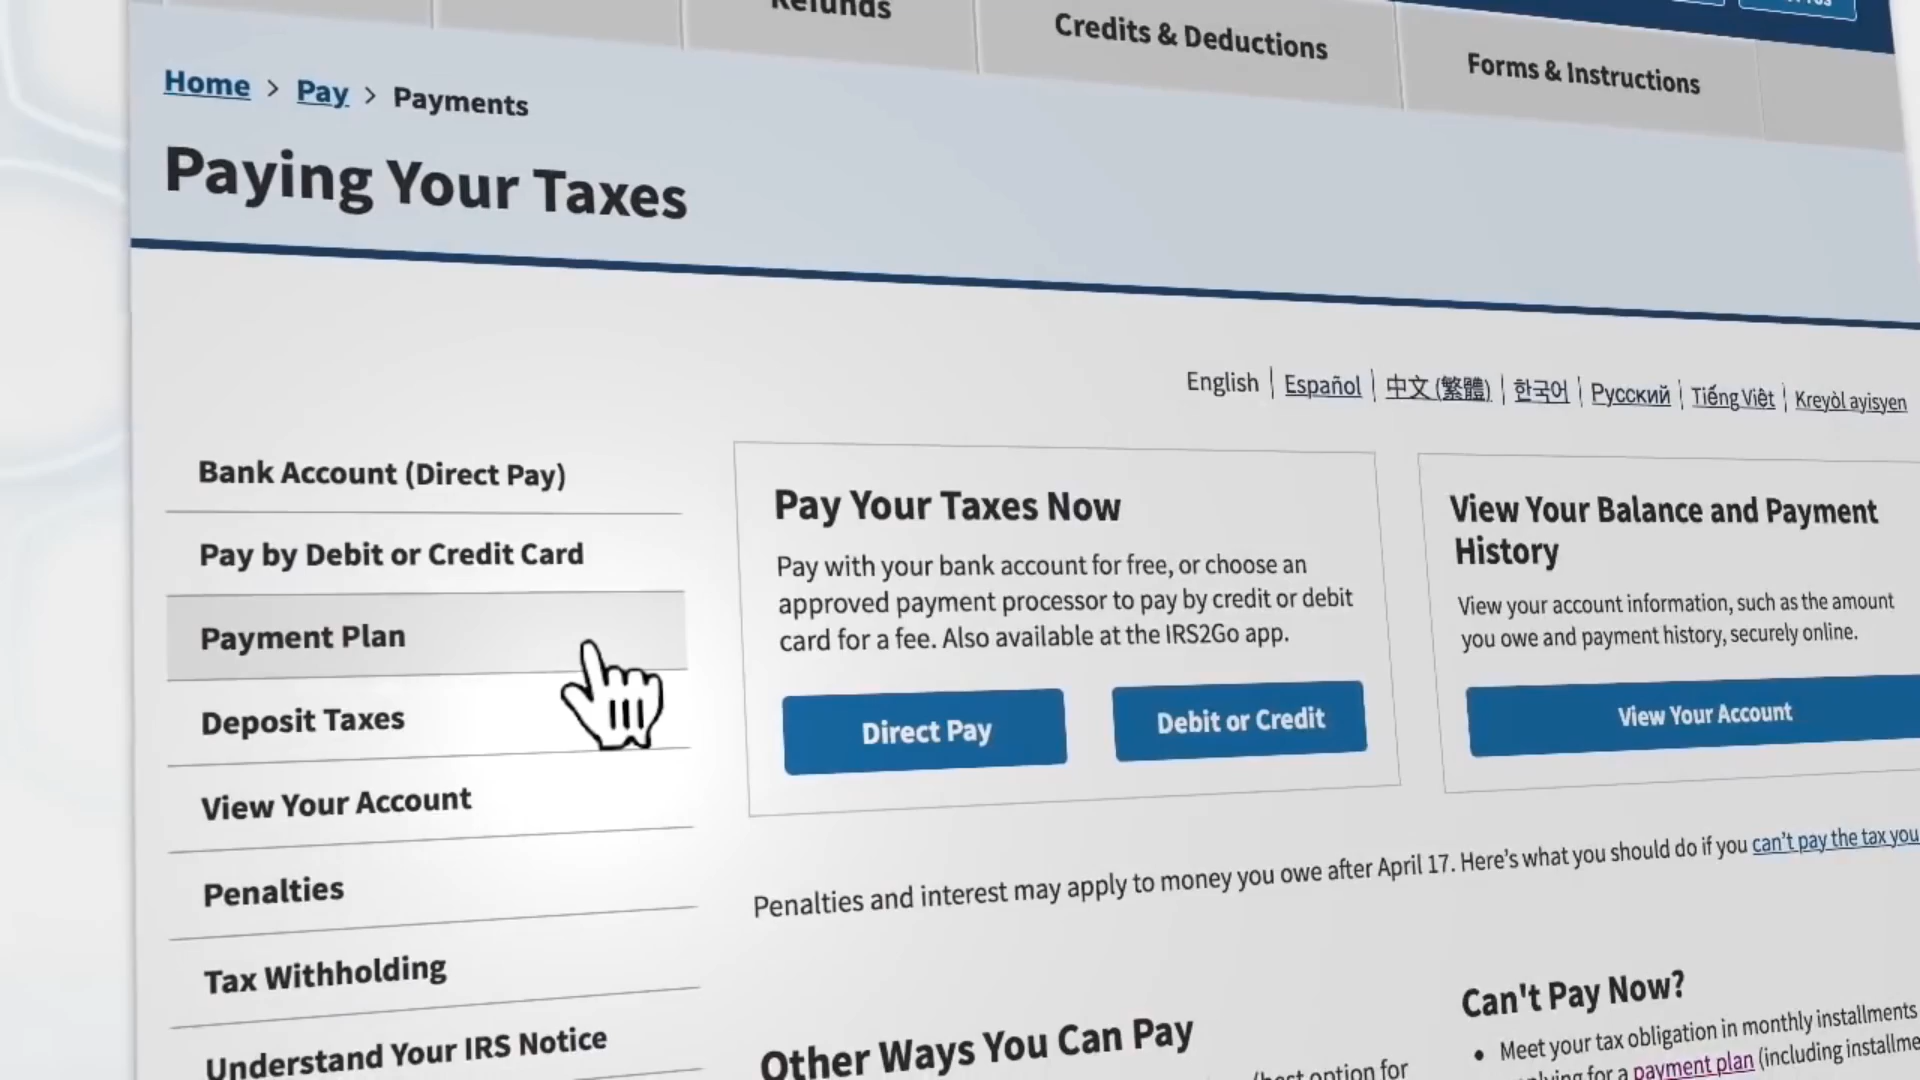 Refunds
Credits & Deductions
Forms & Instructions
Home > Pay > Payments
Paying Your Taxes
English | Español | 中文 (繁體) | 한국어 | Русский | Tiếng Việt | Kreyòl ayisyen
Bank Account (Direct Pay)
Pay by Debit or Credit Card
Payment Plan
Deposit Taxes
View Your Account
Penalties
Tax Withholding
Understand Your IRS Notice
Pay Your Taxes Now
Pay with your bank account for free, or choose an
approved payment processor to pay by credit or debit
card for a fee. Also available at the IRS2Go app.
Direct Pay
Debit or Credit
View Your Balance and Payment
History
View your account information, such as the amount
you owe and payment history, securely online.
View Your Account
Penalties and interest may apply to money you owe after April 17. Here's what you should do if you can't pay the tax you
Other Ways You Can Pay
option for
Can't Pay Now?
• Meet your tax obligation in monthly installments
for a payment plan (including